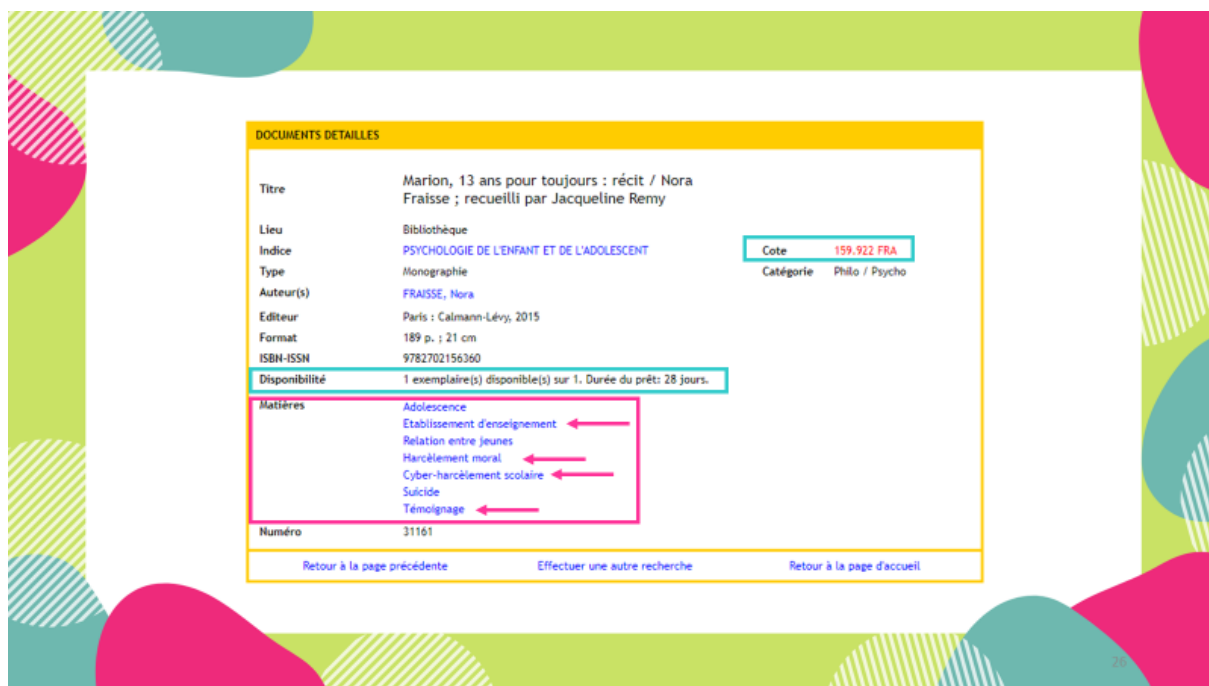 DOCUMENTS DETAILLES
Titre Marion, 13 ans pour toujours : récit / Nora
Fraisse ; recueilli par Jacqueline Remy
Lieu Bibliothèque
Indice PSYCHOLOGIE DE L'ENFANT ET DE L'ADOLESCENT Cote 159.922 FRA
Type Monographie Catégorie Philo / Psycho
Auteur(s) FRAISSE, Nora
Editeur Paris : Calmann-Lévy, 2015
Format 189 p. ; 21 cm
ISBN-ISSN 9782702156360
Disponibilité 1 exemplaire(s) disponible(s) sur 1. Durée du prêt: 28 jours.
Matières Adolescence
Etablissement d'enseignement
Relation entre jeunes
Harcèlement moral
Cyber-harcèlement scolaire
Suicide
Témoignage
Numéro 31161
Retour à la page précédente Effectuer une autre recherche Retour à la page d'accueil
26